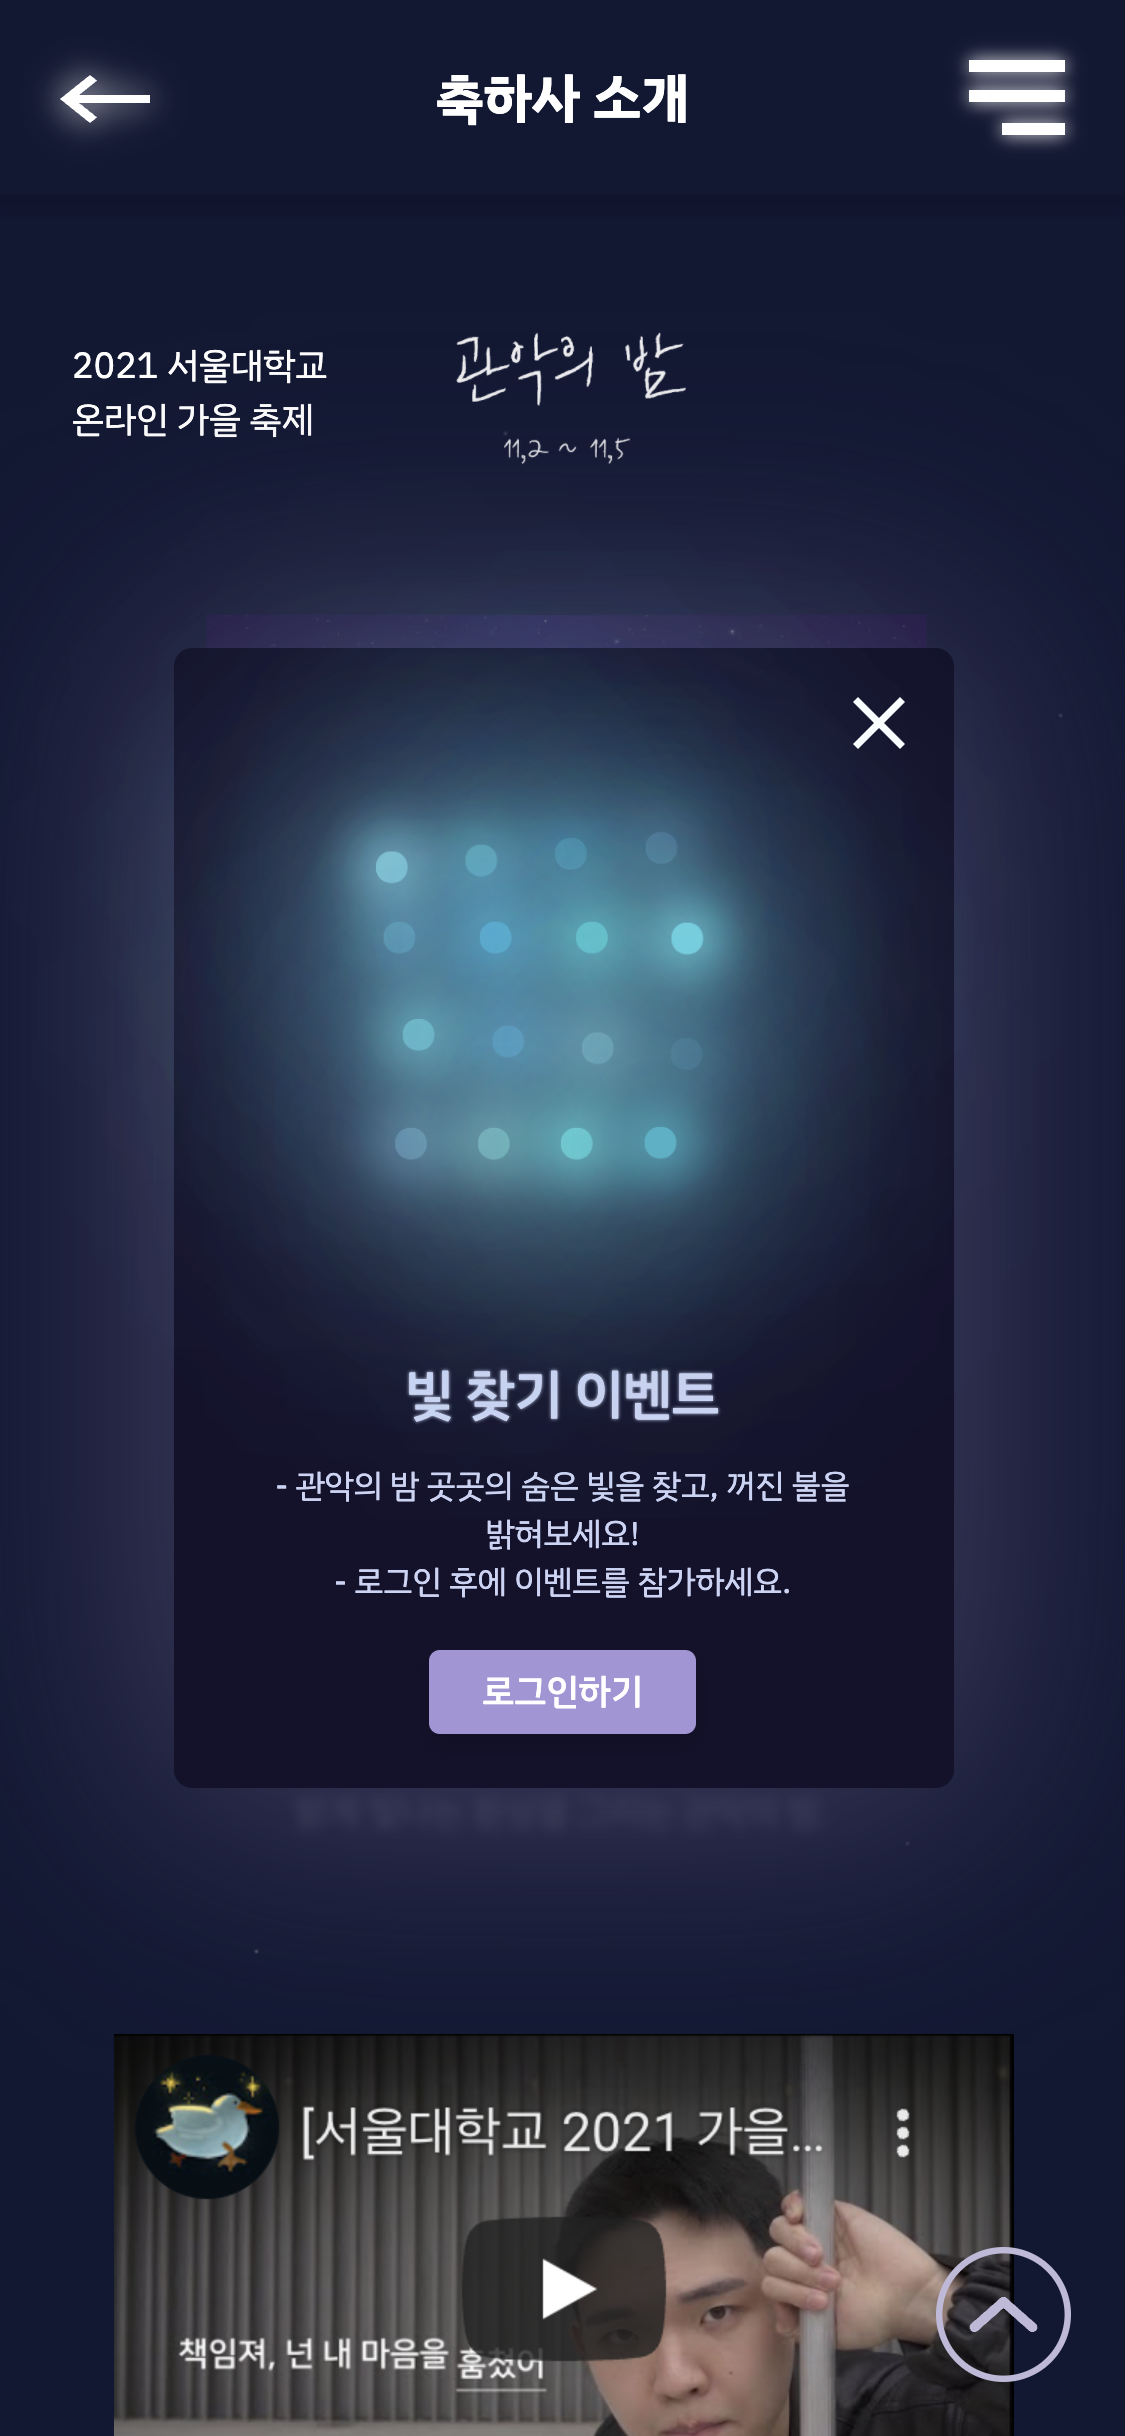 축하사 소개
2021 서울대학교
온라인 가을 축제
관악의 밤
11.2 ~ 11.5
빛 찾기 이벤트
- 관악의 밤 곳곳의 숨은 빛을 찾고, 꺼진 불을
밝혀보세요!
- 로그인 후에 이벤트를 참가하세요.
로그인하기
[서울대학교 2021 가을...
책임져, 넌 내 마음을 훔쳤어